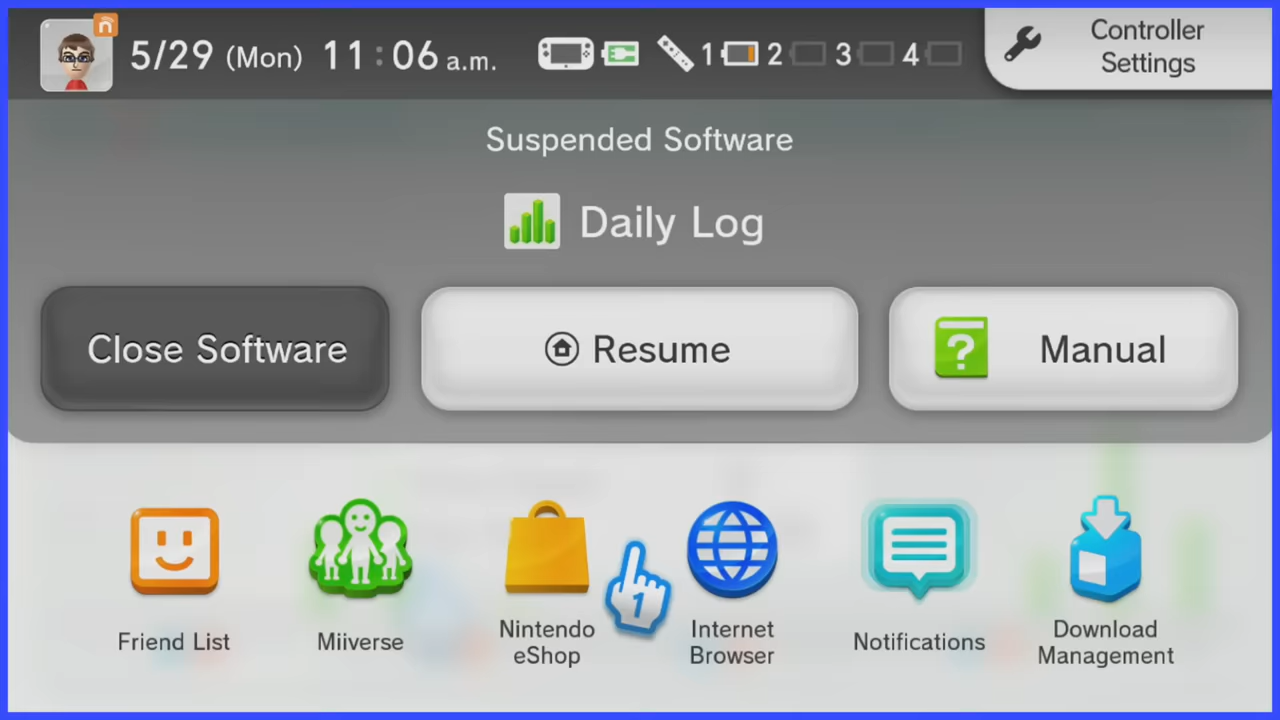 5/29 (Mon) 11:06 a.m. 1 2 3 4
Controller
Settings
Suspended Software
Daily Log
Close Software
Resume
? Manual
1
Friend List
Miiverse
Nintendo
eShop
Internet
Browser
Notifications
Download
Management